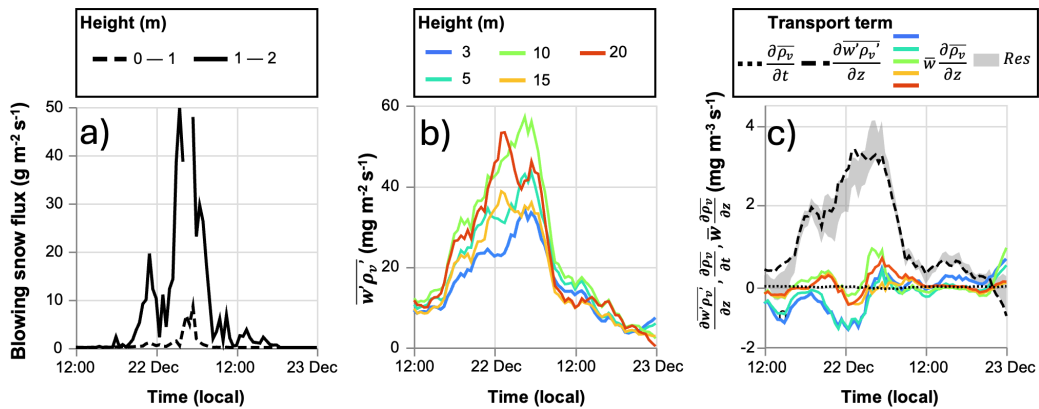 Height (m)
0 — 1
1 — 2
Height (m)
3
10
20
5
15
Transport term
∂ρᵥ̅/∂t
∂w′ρᵥ′̅/∂z
w̅ ∂ρᵥ̅/∂z
Res
a)
Blowing snow flux (g m⁻² s⁻¹)
50
40
30
20
10
0
12:00
22 Dec
12:00
23 Dec
Time (local)
b)
w′ρᵥ′̅ (mg m⁻² s⁻¹)
60
40
20
0
12:00
22 Dec
12:00
23 Dec
Time (local)
c)
∂w′ρᵥ′̅/∂z , ∂ρᵥ̅/∂t , w̅ ∂ρᵥ̅/∂z (mg m⁻³ s⁻¹)
4
2
0
-2
12:00
22 Dec
12:00
23 Dec
Time (local)